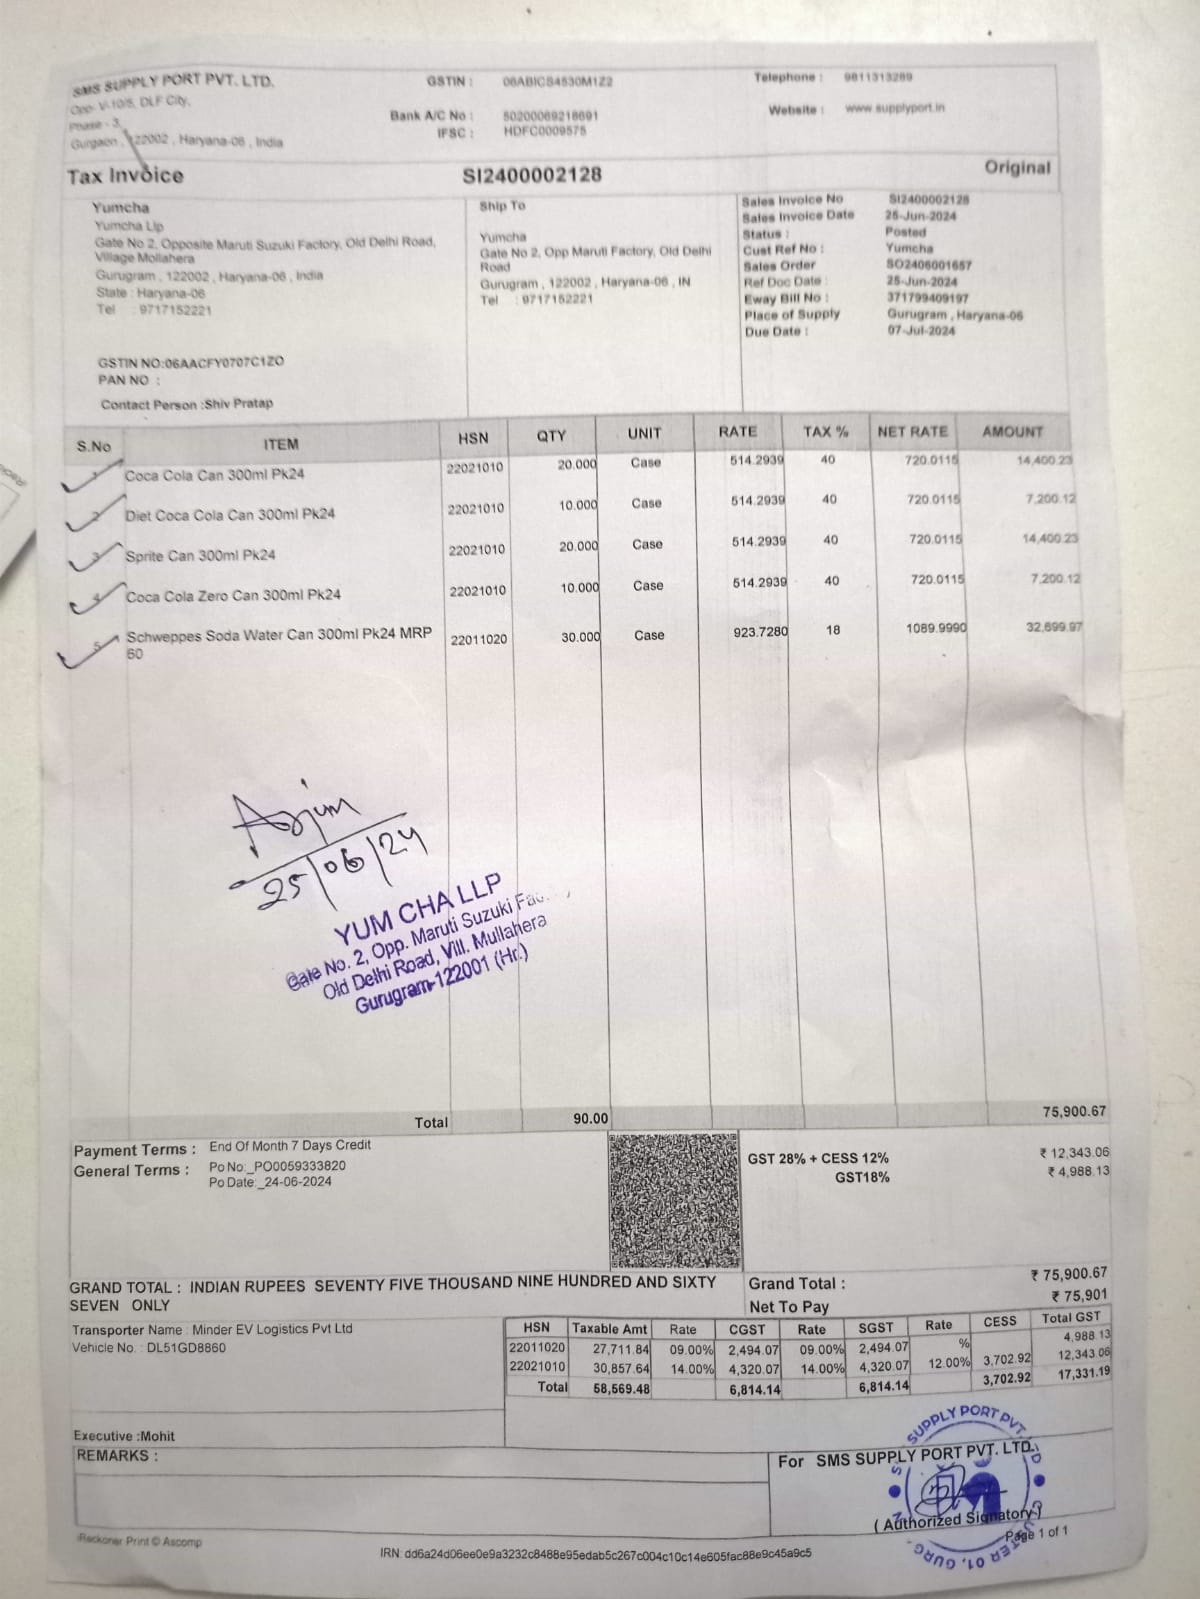 SMS SUPPLY PORT PVT. LTD.
Opp- V-10/5, DLF City,
Phase - 3,
Gurgaon , 122002 , Haryana-06 , India
GSTIN : 06ABICS4530M1Z2
Bank A/C No : 50200069218691
IFSC : HDFC0009575
Telephone : 9811313289
Website : www.supplyport.in
Tax Invoice SI2400002128 Original
Yumcha
Yumcha Llp
Gate No 2, Opposite Maruti Suzuki Factory, Old Delhi Road,
Village Mollahera
Gurugram , 122002 , Haryana-06 , India
State : Haryana-06
Tel : 9717152221
GSTIN NO:06AACFY0707C1ZO
PAN NO :
Contact Person :Shiv Pratap
Ship To
Yumcha
Gate No 2, Opp Maruti Factory, Old Delhi
Road
Gurugram , 122002 , Haryana-06 , IN
Tel : 9717152221
Sales Invoice No SI2400002128
Sales Invoice Date 25-Jun-2024
Status : Posted
Cust Ref No : Yumcha
Sales Order SO2406001657
Ref Doc Date : 25-Jun-2024
Eway Bill No : 371799409197
Place of Supply Gurugram , Haryana-06
Due Date : 07-Jul-2024
S.No ITEM HSN QTY UNIT RATE TAX % NET RATE AMOUNT
1 Coca Cola Can 300ml Pk24 22021010 20.000 Case 514.2939 40 720.0115 14,400.23
2 Diet Coca Cola Can 300ml Pk24 22021010 10.000 Case 514.2939 40 720.0115 7,200.12
3 Sprite Can 300ml Pk24 22021010 20.000 Case 514.2939 40 720.0115 14,400.23
4 Coca Cola Zero Can 300ml Pk24 22021010 10.000 Case 514.2939 40 720.0115 7,200.12
5 Schweppes Soda Water Can 300ml Pk24 MRP 22011020 30.000 Case 923.7280 18 1089.9990 32,699.97
60
Arjun
25/06/24
YUM CHA LLP
Gate No. 2, Opp. Maruti Suzuki
Old Delhi Road, Vill. Mullahera
Gurugram-122001 (Hr.)
Total 90.00 75,900.67
Payment Terms : End Of Month 7 Days Credit
General Terms : Po No:_PO0059333820
Po Date:_24-06-2024
GST 28% + CESS 12% ₹ 12,343.06
GST18% ₹ 4,988.13
GRAND TOTAL : INDIAN RUPEES SEVENTY FIVE THOUSAND NINE HUNDRED AND SIXTY
SEVEN ONLY
Grand Total : ₹ 75,900.67
Net To Pay ₹ 75,901
Transporter Name : Minder EV Logistics Pvt Ltd
Vehicle No. : DL51GD8860
HSN Taxable Amt Rate CGST Rate SGST Rate CESS Total GST
22011020 27,711.84 09.00% 2,494.07 09.00% 2,494.07 % 4,988.13
22021010 30,857.64 14.00% 4,320.07 14.00% 4,320.07 12.00% 3,702.92 12,343.06
Total 58,569.48 6,814.14 6,814.14 3,702.92 17,331.19
Executive :Mohit
REMARKS :
For SMS SUPPLY PORT PVT. LTD.
SUPPLY PORT PVT.
( Authorized Signatory )
Page 1 of 1
iReckoner Print © Ascomp
IRN: dd6a24d06ee0e9a3232c8488e95edab5c267c004c10c14e605fac88e9c45a9c5